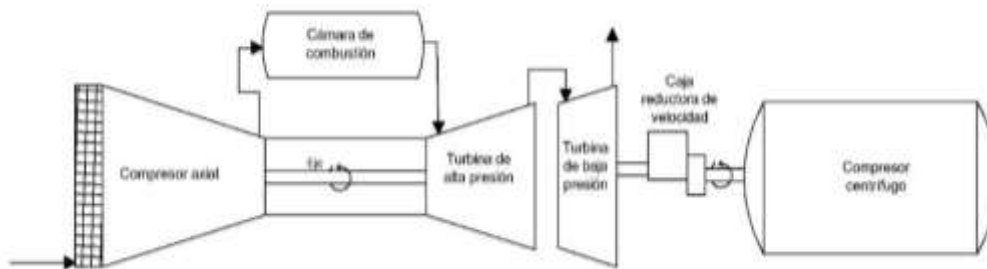 Cámara de
combustión
Caja
reductora de
velocidad
Compresor axial
Eje
Turbina de
alta presión
Turbina
de baja
presión
Compresor
centrífugo